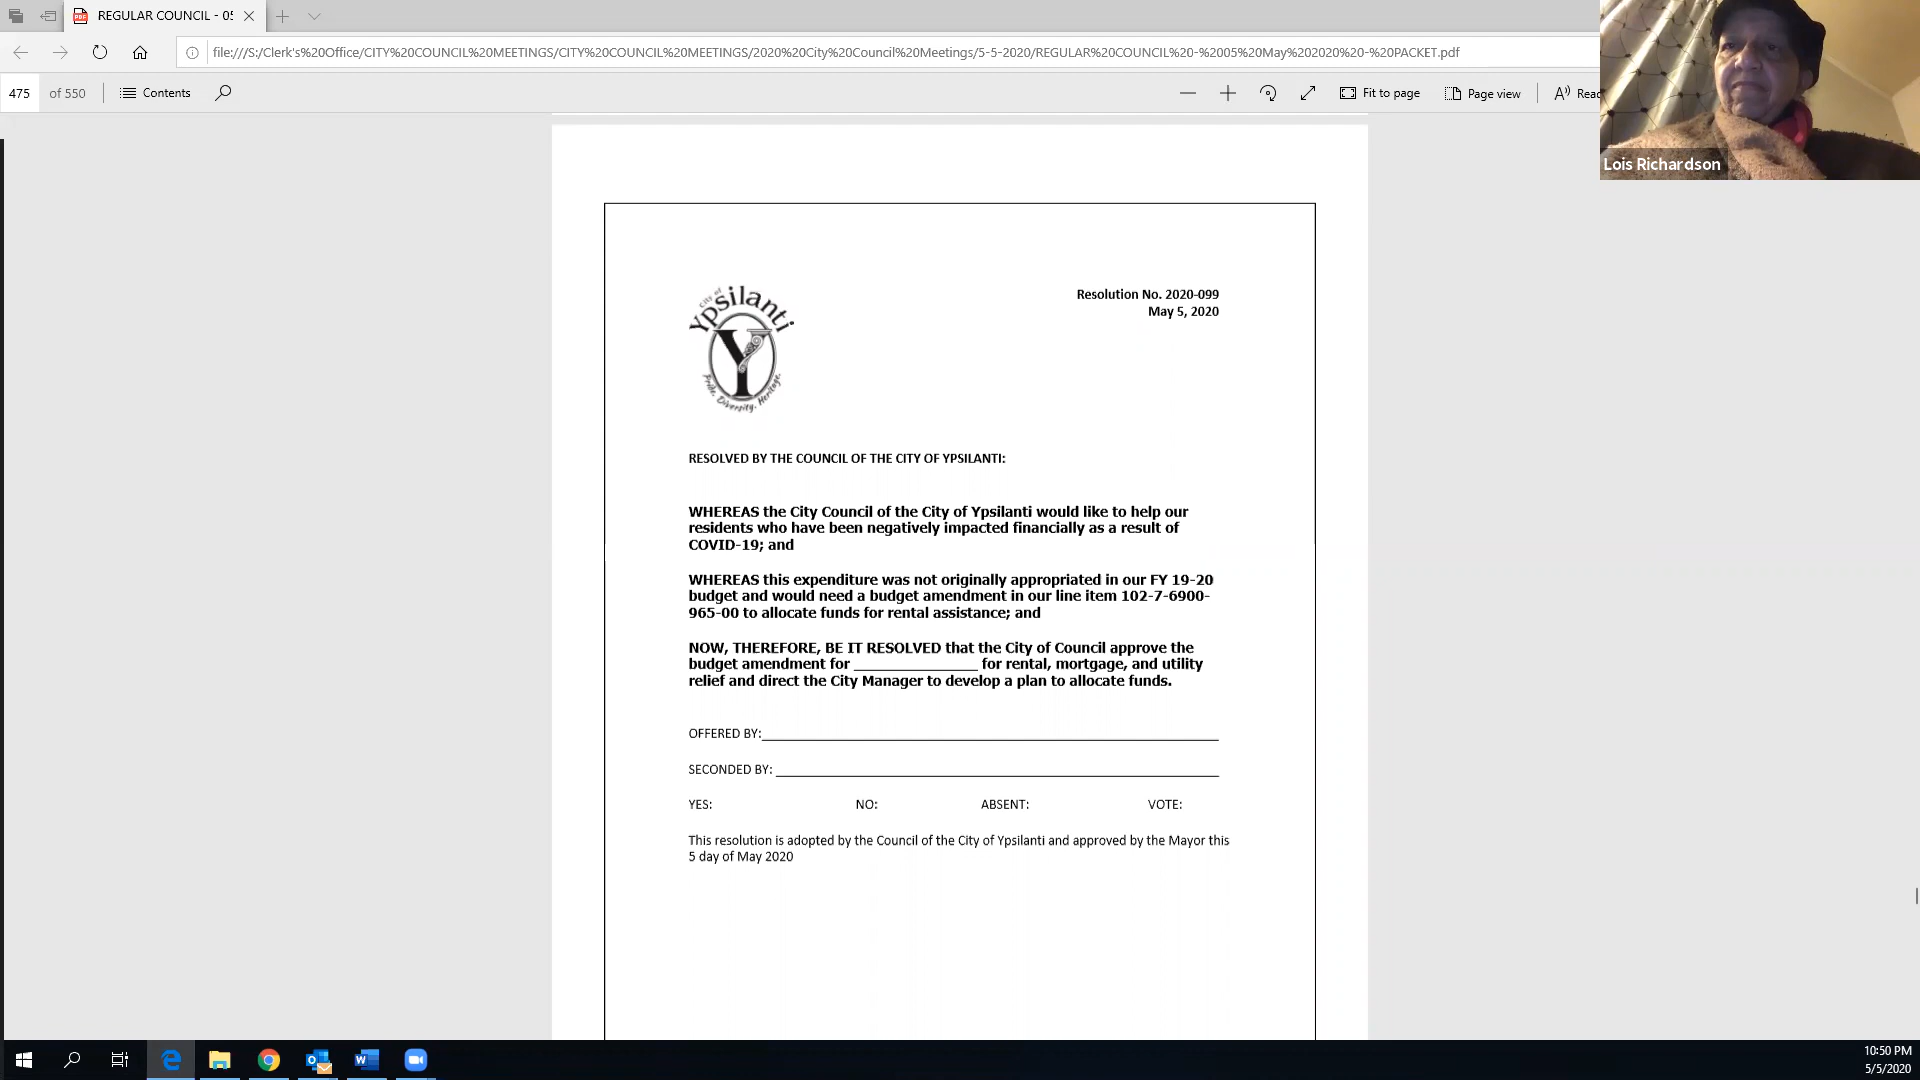 REGULAR COUNCIL - 05
file:///S:/Clerk's%20Office/CITY%20COUNCIL%20MEETINGS/CITY%20COUNCIL%20MEETINGS/2020%20City%20Council%20Meetings/5-5-2020/REGULAR%20COUNCIL%20-%2005%20May%202020%20-%20PACKET.pdf
475 of 550 Contents Fit to page Page view Read
Lois Richardson
city of
Ypsilanti
Y
Pride. Diversity. Heritage.
Resolution No. 2020-099
May 5, 2020
RESOLVED BY THE COUNCIL OF THE CITY OF YPSILANTI:
WHEREAS the City Council of the City of Ypsilanti would like to help our
residents who have been negatively impacted financially as a result of
COVID-19; and
WHEREAS this expenditure was not originally appropriated in our FY 19-20
budget and would need a budget amendment in our line item 102-7-6900-
965-00 to allocate funds for rental assistance; and
NOW, THEREFORE, BE IT RESOLVED that the City of Council approve the
budget amendment for ________________ for rental, mortgage, and utility
relief and direct the City Manager to develop a plan to allocate funds.
OFFERED BY:
SECONDED BY:
YES: NO: ABSENT: VOTE:
This resolution is adopted by the Council of the City of Ypsilanti and approved by the Mayor this
5 day of May 2020
10:50 PM
5/5/2020